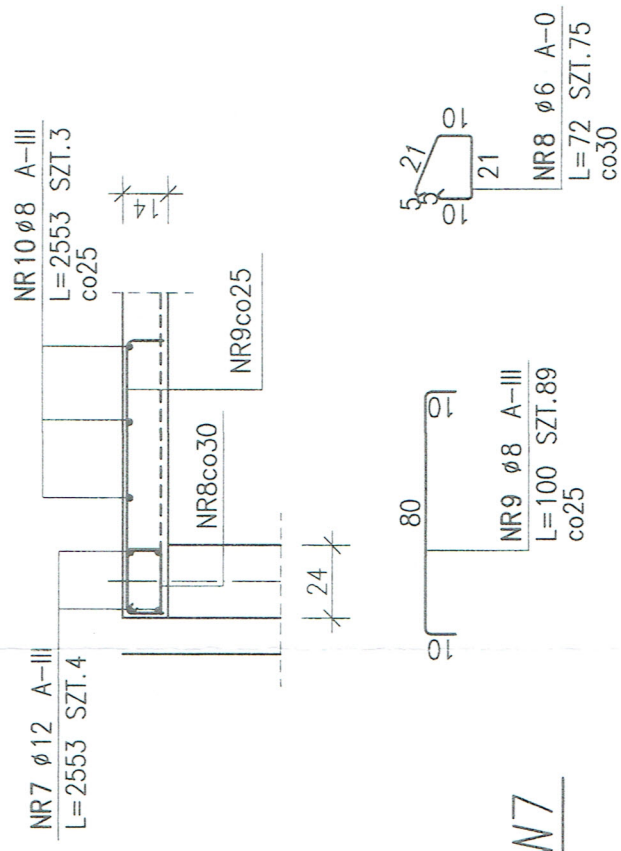 NR7 ø12 A-III
L=2553 SZT.4
NR10ø8 A-III
L=2553 SZT.3
co25
14
NR9co25
NR8co30
24
80
10
10
NR9 ø8 A-III
L=100 SZT.89
co25
5
5
21
10
10
21
NR8 ø6 A-0
L=72 SZT.75
co30
N7